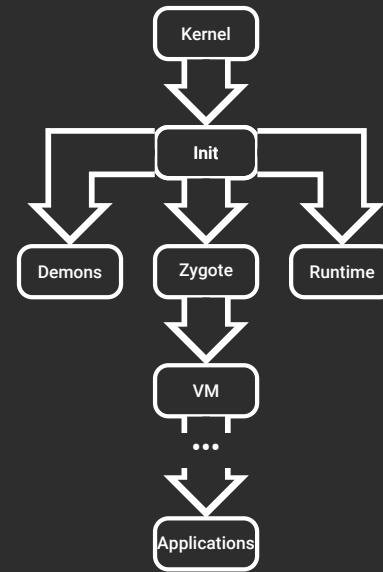 Kernel
Init
Demons
Zygote
Runtime
VM
...
Applications